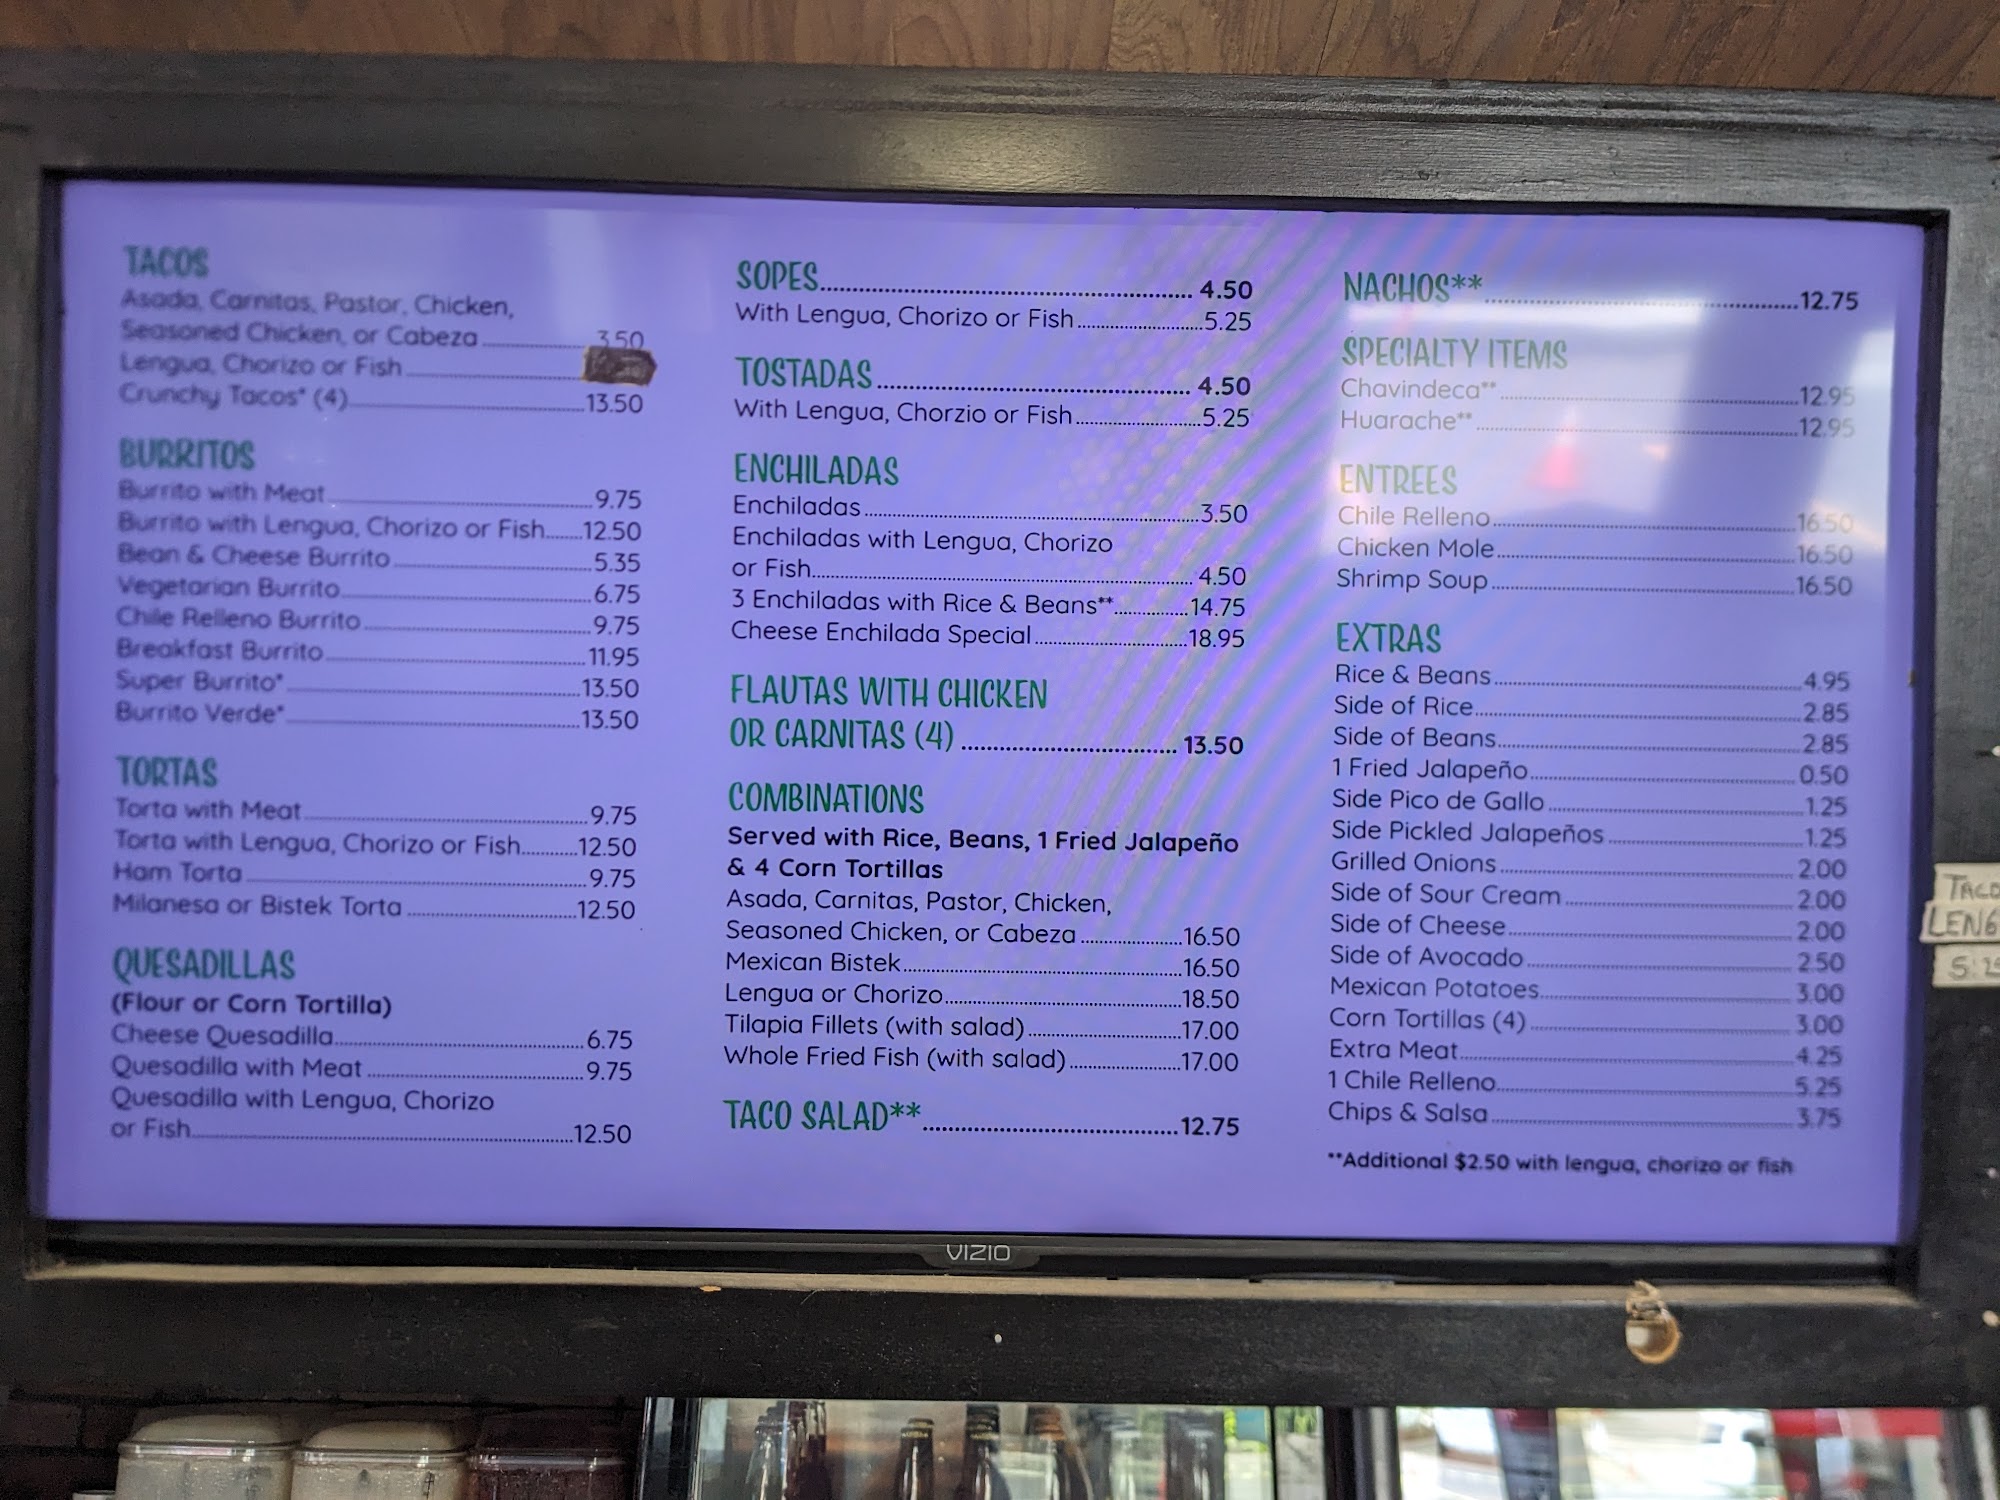 TACOS
Asada, Carnitas, Pastor, Chicken,
Seasoned Chicken, or Cabeza 3.50
Lengua, Chorizo or Fish
Crunchy Tacos* (4) 13.50
BURRITOS
Burrito with Meat 9.75
Burrito with Lengua, Chorizo or Fish 12.50
Bean & Cheese Burrito 5.35
Vegetarian Burrito 6.75
Chile Relleno Burrito 9.75
Breakfast Burrito 11.95
Super Burrito* 13.50
Burrito Verde* 13.50
TORTAS
Torta with Meat 9.75
Torta with Lengua, Chorizo or Fish 12.50
Ham Torta 9.75
Milanesa or Bistek Torta 12.50
QUESADILLAS
(Flour or Corn Tortilla)
Cheese Quesadilla 6.75
Quesadilla with Meat 9.75
Quesadilla with Lengua, Chorizo
or Fish 12.50
SOPES 4.50
With Lengua, Chorizo or Fish 5.25
TOSTADAS 4.50
With Lengua, Chorzio or Fish 5.25
ENCHILADAS
Enchiladas 3.50
Enchiladas with Lengua, Chorizo
or Fish 4.50
3 Enchiladas with Rice & Beans** 14.75
Cheese Enchilada Special 18.95
FLAUTAS WITH CHICKEN
OR CARNITAS (4) 13.50
COMBINATIONS
Served with Rice, Beans, 1 Fried Jalapeño
& 4 Corn Tortillas
Asada, Carnitas, Pastor, Chicken,
Seasoned Chicken, or Cabeza 16.50
Mexican Bistek 16.50
Lengua or Chorizo 18.50
Tilapia Fillets (with salad) 17.00
Whole Fried Fish (with salad) 17.00
TACO SALAD** 12.75
NACHOS** 12.75
SPECIALTY ITEMS
Chavindeca** 12.95
Huarache** 12.95
ENTREES
Chile Relleno 16.50
Chicken Mole 16.50
Shrimp Soup 16.50
EXTRAS
Rice & Beans 4.95
Side of Rice 2.85
Side of Beans 2.85
1 Fried Jalapeño 0.50
Side Pico de Gallo 1.25
Side Pickled Jalapeños 1.25
Grilled Onions 2.00
Side of Sour Cream 2.00
Side of Cheese 2.00
Side of Avocado 2.50
Mexican Potatoes 3.00
Corn Tortillas (4) 3.00
Extra Meat 4.25
1 Chile Relleno 5.25
Chips & Salsa 3.75
**Additional $2.50 with lengua, chorizo or fish
VIZIO
TACO
LENG